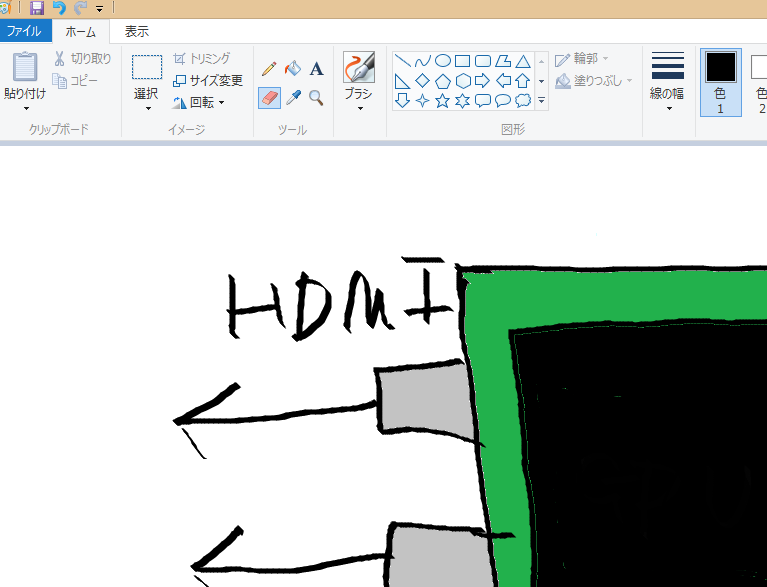 ファイル ホーム 表示
貼り付け 切り取り コピー 選択 トリミング サイズ変更 回転 A ブラシ 輪郭 塗りつぶし 線の幅 色 1 色 2
クリップボード イメージ ツール 図形
HDMI